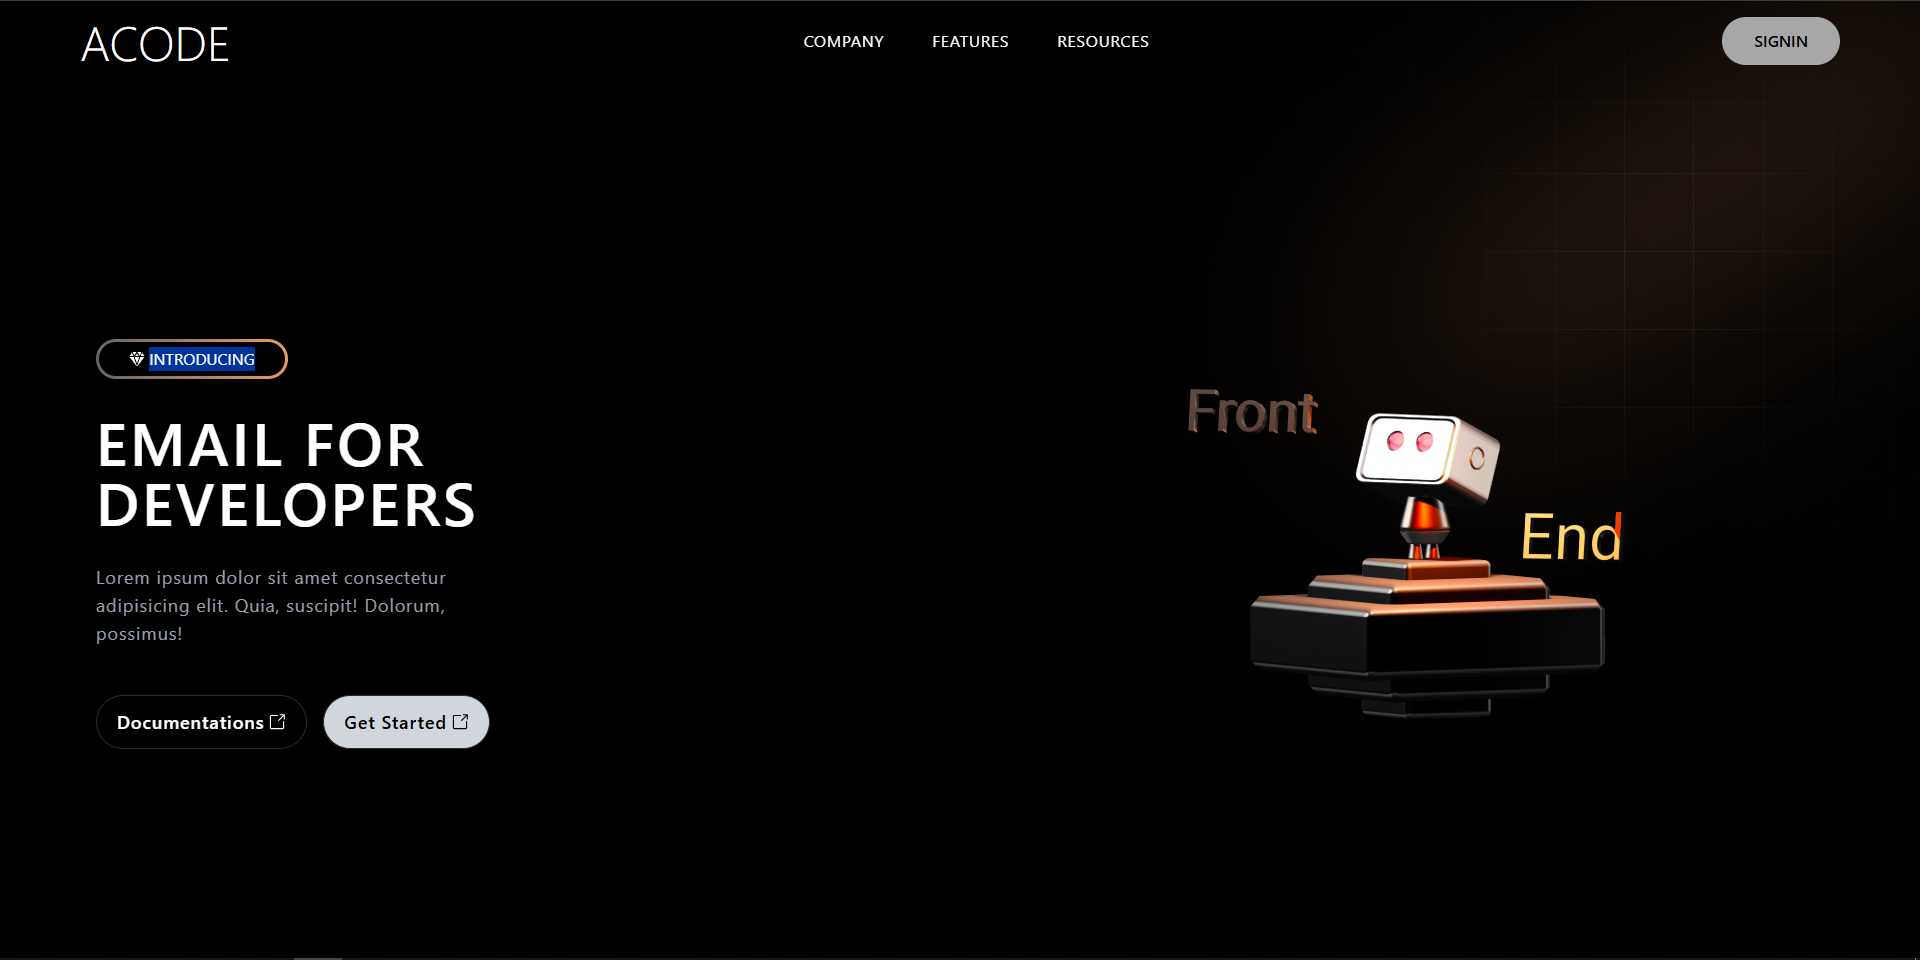 ACODE
COMPANY FEATURES RESOURCES
SIGNIN
INTRODUCING
EMAIL FOR
DEVELOPERS
Lorem ipsum dolor sit amet consectetur
adipisicing elit. Quia, suscipit! Dolorum,
possimus!
Documentations
Get Started
Front
End